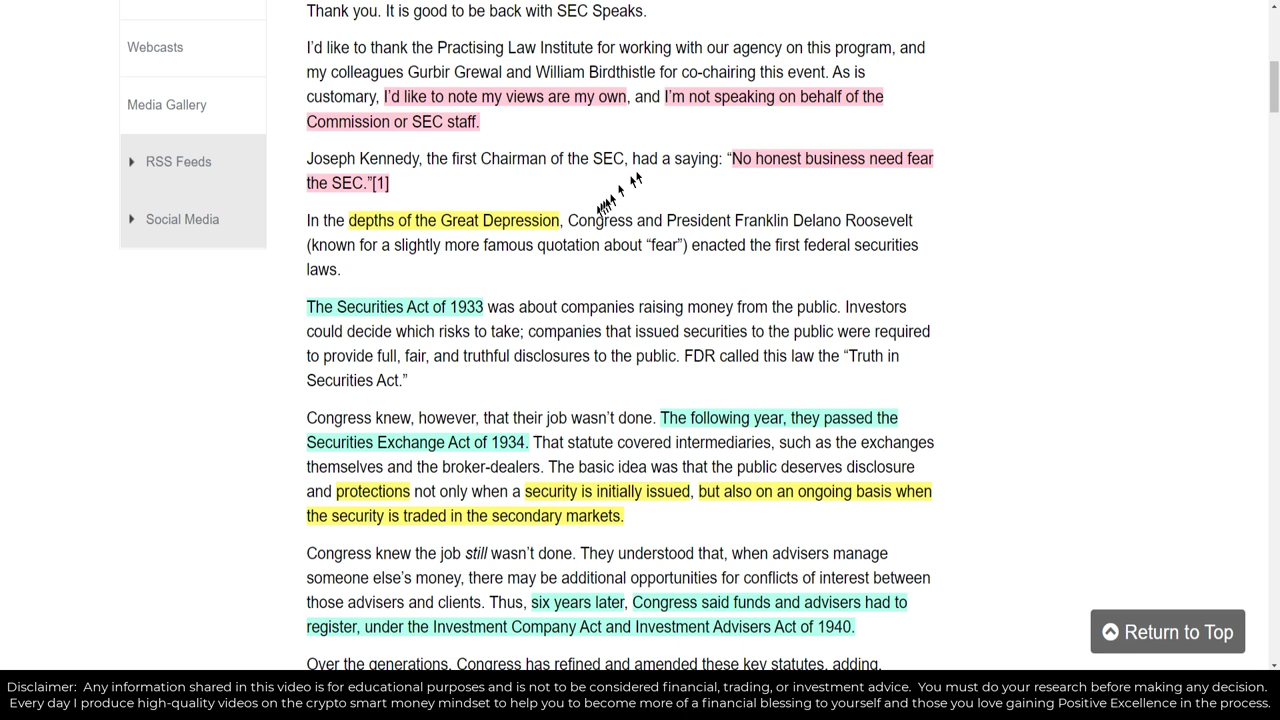 Thank you. It is good to be back with SEC Speaks.
Webcasts
Media Gallery
RSS Feeds
Social Media
I’d like to thank the Practising Law Institute for working with our agency on this program, and
my colleagues Gurbir Grewal and William Birdthistle for co-chairing this event. As is
customary, I’d like to note my views are my own, and I’m not speaking on behalf of the
Commission or SEC staff.
Joseph Kennedy, the first Chairman of the SEC, had a saying: “No honest business need fear
the SEC.”[1]
In the depths of the Great Depression, Congress and President Franklin Delano Roosevelt
(known for a slightly more famous quotation about “fear”) enacted the first federal securities
laws.
The Securities Act of 1933 was about companies raising money from the public. Investors
could decide which risks to take; companies that issued securities to the public were required
to provide full, fair, and truthful disclosures to the public. FDR called this law the “Truth in
Securities Act.”
Congress knew, however, that their job wasn’t done. The following year, they passed the
Securities Exchange Act of 1934. That statute covered intermediaries, such as the exchanges
themselves and the broker-dealers. The basic idea was that the public deserves disclosure
and protections not only when a security is initially issued, but also on an ongoing basis when
the security is traded in the secondary markets.
Congress knew the job still wasn’t done. They understood that, when advisers manage
someone else’s money, there may be additional opportunities for conflicts of interest between
those advisers and clients. Thus, six years later, Congress said funds and advisers had to
register, under the Investment Company Act and Investment Advisers Act of 1940.
Over the generations, Congress has refined and amended these key statutes, adding,
Return to Top
Disclaimer: Any information shared in this video is for educational purposes and is not to be considered financial, trading, or investment advice. You must do your research before making any decision.
Every day I produce high-quality videos on the crypto smart money mindset to help you to become more of a financial blessing to yourself and those you love gaining Positive Excellence in the process.